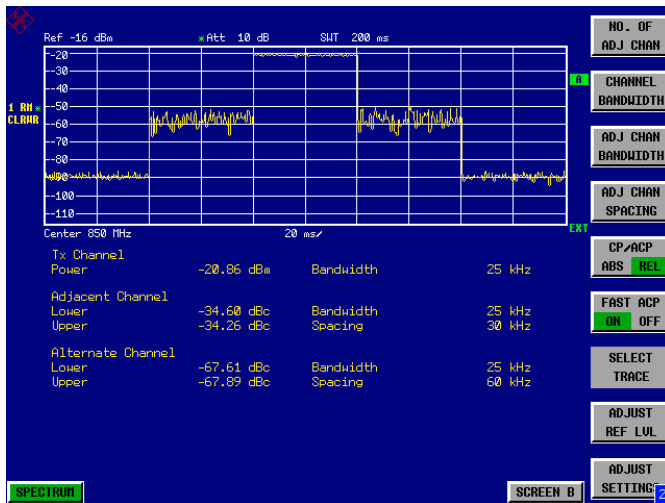 Ref -16 dBm *Att 10 dB SWT 200 ms
-20
-30
A
-40
-50
1 RM *
CLRWR
-60
-70
-80
-90
-100
-110
EXT
Center 850 MHz 20 ms/
Tx Channel
Power -20.86 dBm Bandwidth 25 kHz
Adjacent Channel
Lower -34.60 dBc Bandwidth 25 kHz
Upper -34.26 dBc Spacing 30 kHz
Alternate Channel
Lower -67.61 dBc Bandwidth 25 kHz
Upper -67.89 dBc Spacing 60 kHz
SPECTRUM
SCREEN B
NO. OF
ADJ CHAN
CHANNEL
BANDWIDTH
ADJ CHAN
BANDWIDTH
ADJ CHAN
SPACING
CP/ACP
ABS REL
FAST ACP
ON OFF
SELECT
TRACE
ADJUST
REF LVL
ADJUST
SETTING
2